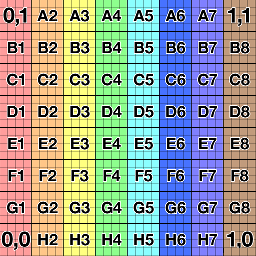 0,1 A2 A3 A4 A5 A6 A7 1,1
B1 B2 B3 B4 B5 B6 B7 B8
C1 C2 C3 C4 C5 C6 C7 C8
D1 D2 D3 D4 D5 D6 D7 D8
E1 E2 E3 E4 E5 E6 E7 E8
F1 F2 F3 F4 F5 F6 F7 F8
G1 G2 G3 G4 G5 G6 G7 G8
0,0 H2 H3 H4 H5 H6 H7 1,0